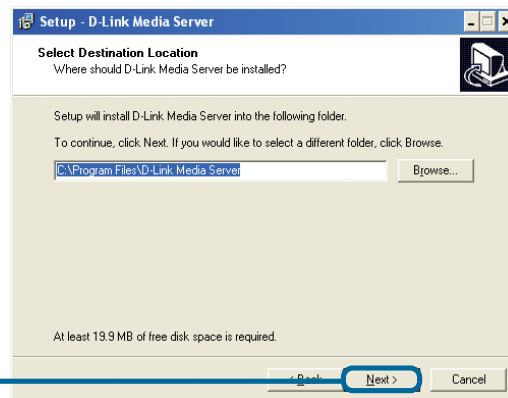 Setup - D-Link Media Server
Select Destination Location
Where should D-Link Media Server be installed?
Setup will install D-Link Media Server into the following folder.
To continue, click Next. If you would like to select a different folder, click Browse.
C:\Program Files\D-Link Media Server
Browse...
At least 19.9 MB of free disk space is required.
< Back Next > Cancel